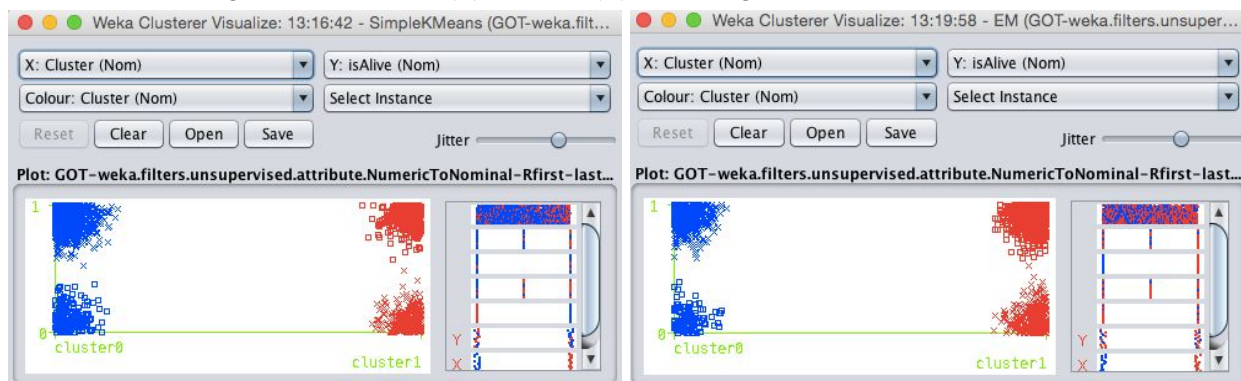 Weka Clusterer Visualize: 13:16:42 - SimpleKMeans (GOT-weka.filt...
X: Cluster (Nom)
Y: isAlive (Nom)
Colour: Cluster (Nom)
Select Instance
Reset
Clear
Open
Save
Jitter
Plot: GOT-weka.filters.unsupervised.attribute.NumericToNominal-Rfirst-last...
1
0
cluster0
cluster1
Y
X
Weka Clusterer Visualize: 13:19:58 - EM (GOT-weka.filters.unsuper...
X: Cluster (Nom)
Y: isAlive (Nom)
Colour: Cluster (Nom)
Select Instance
Reset
Clear
Open
Save
Jitter
Plot: GOT-weka.filters.unsupervised.attribute.NumericToNominal-Rfirst-last...
1
0
cluster0
cluster1
Y
X